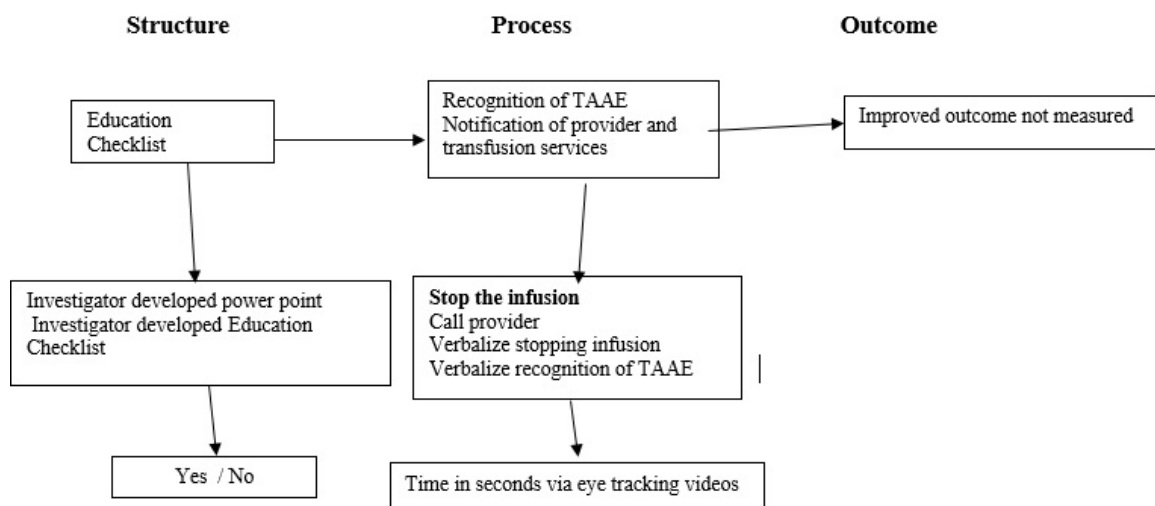 Structure
Process
Outcome
Education
Checklist
Recognition of TAAE
Notification of provider and
transfusion services
Improved outcome not measured
Investigator developed power point
Investigator developed Education
Checklist
Stop the infusion
Call provider
Verbalize stopping infusion
Verbalize recognition of TAAE
Yes / No
Time in seconds via eye tracking videos